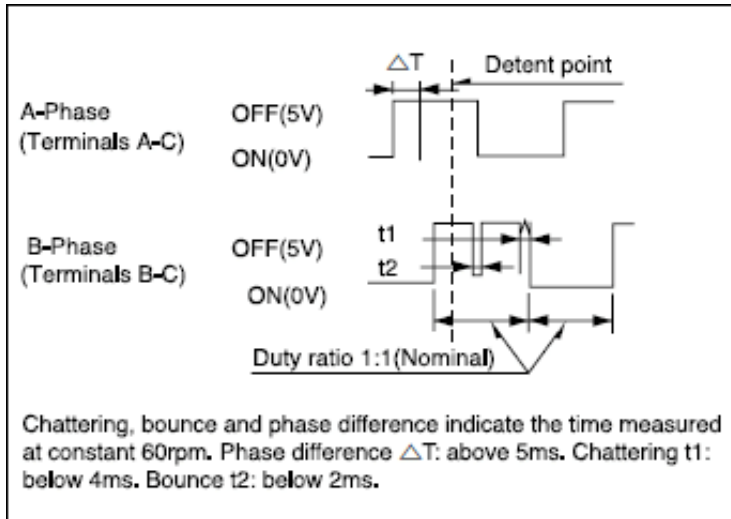 △T
Detent point
A-Phase
(Terminals A-C)
OFF(5V)
ON(0V)
B-Phase
(Terminals B-C)
OFF(5V)
ON(0V)
t1
t2
Duty ratio 1:1(Nominal)
Chattering, bounce and phase difference indicate the time measured
at constant 60rpm. Phase difference △T: above 5ms. Chattering t1:
below 4ms. Bounce t2: below 2ms.